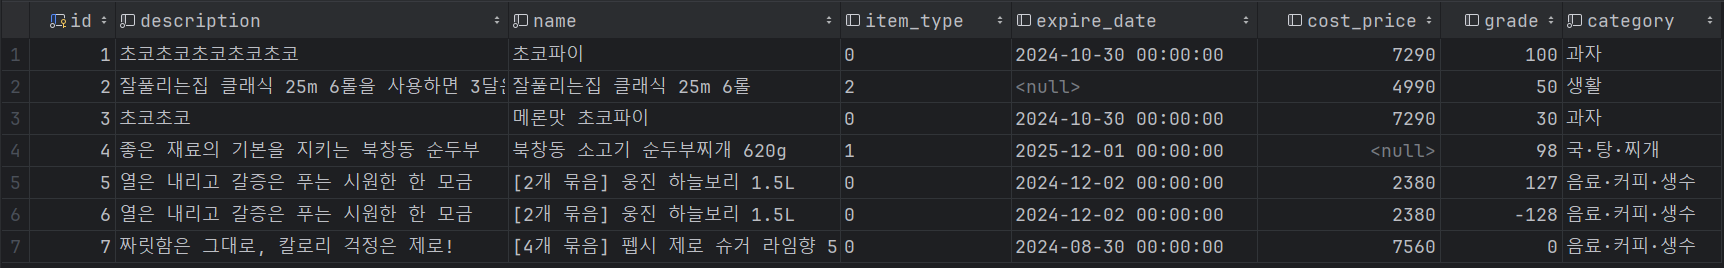 id description name item_type expire_date cost_price grade category
1 1 초코초코초코초코초코 초코파이 0 2024-10-30 00:00:00 7290 100 과자
2 2 잘풀리는집 클래식 25m 6롤을 사용하면 3달은 잘풀리는집 클래식 25m 6롤 2 <null> 4990 50 생활
3 3 초코초코 메론맛 초코파이 0 2024-10-30 00:00:00 7290 30 과자
4 4 좋은 재료의 기본을 지키는 북창동 순두부 북창동 소고기 순두부찌개 620g 1 2025-12-01 00:00:00 <null> 98 국·탕·찌개
5 5 열은 내리고 갈증은 푸는 시원한 한 모금 [2개 묶음] 웅진 하늘보리 1.5L 0 2024-12-02 00:00:00 2380 127 음료·커피·생수
6 6 열은 내리고 갈증은 푸는 시원한 한 모금 [2개 묶음] 웅진 하늘보리 1.5L 0 2024-12-02 00:00:00 2380 -128 음료·커피·생수
7 7 짜릿함은 그대로, 칼로리 걱정은 제로! [4개 묶음] 펩시 제로 슈거 라임향 5 0 2024-08-30 00:00:00 7560 0 음료·커피·생수